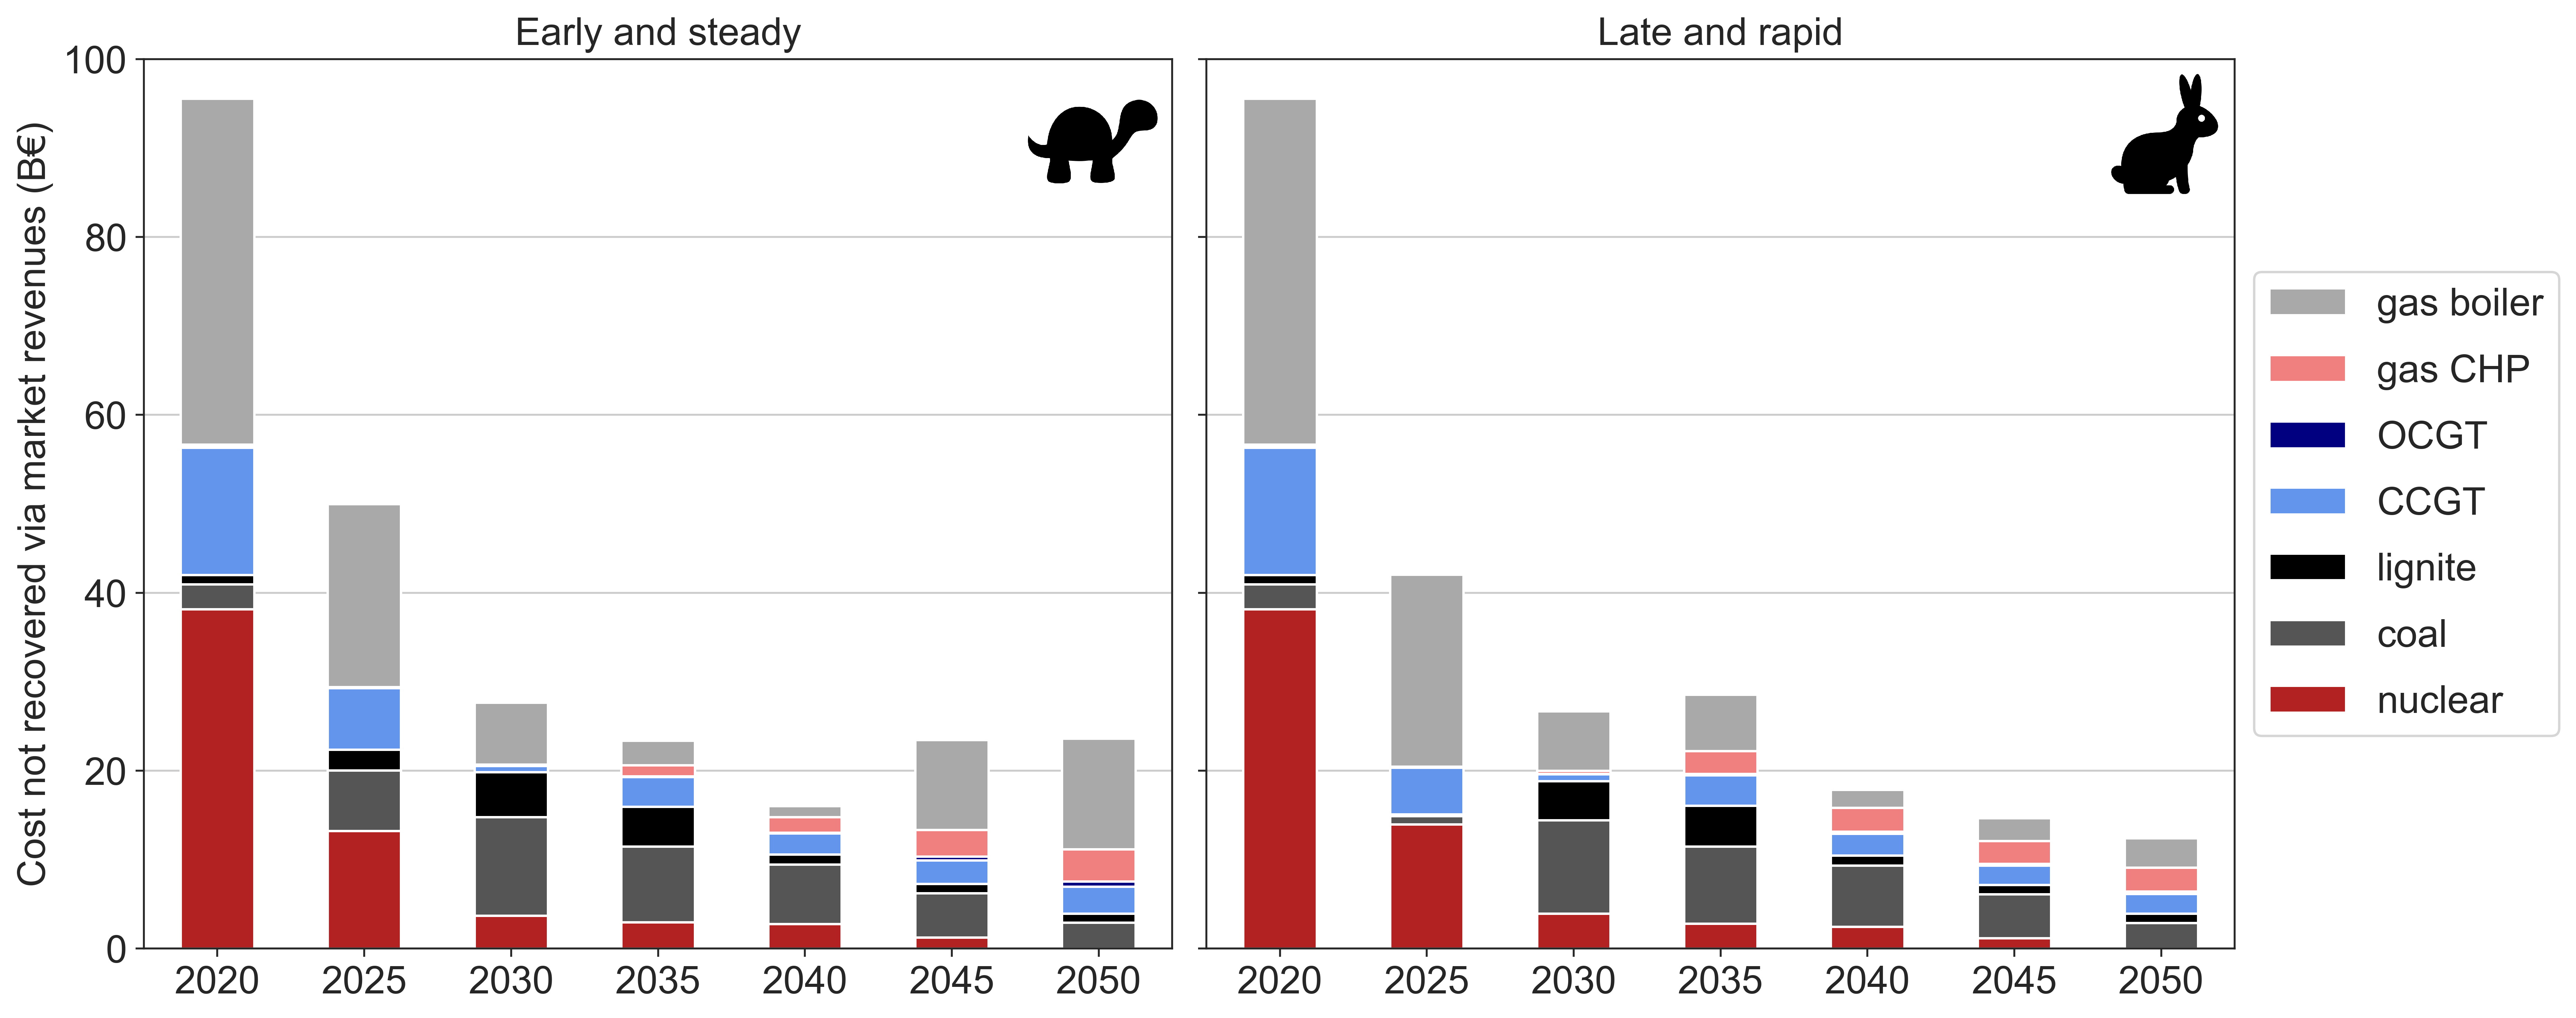 Early and steady
Late and rapid
Cost not recovered via market revenues (B€)
100
80
60
40
20
0
2020 2025 2030 2035 2040 2045 2050
2020 2025 2030 2035 2040 2045 2050
gas boiler
gas CHP
OCGT
CCGT
lignite
coal
nuclear